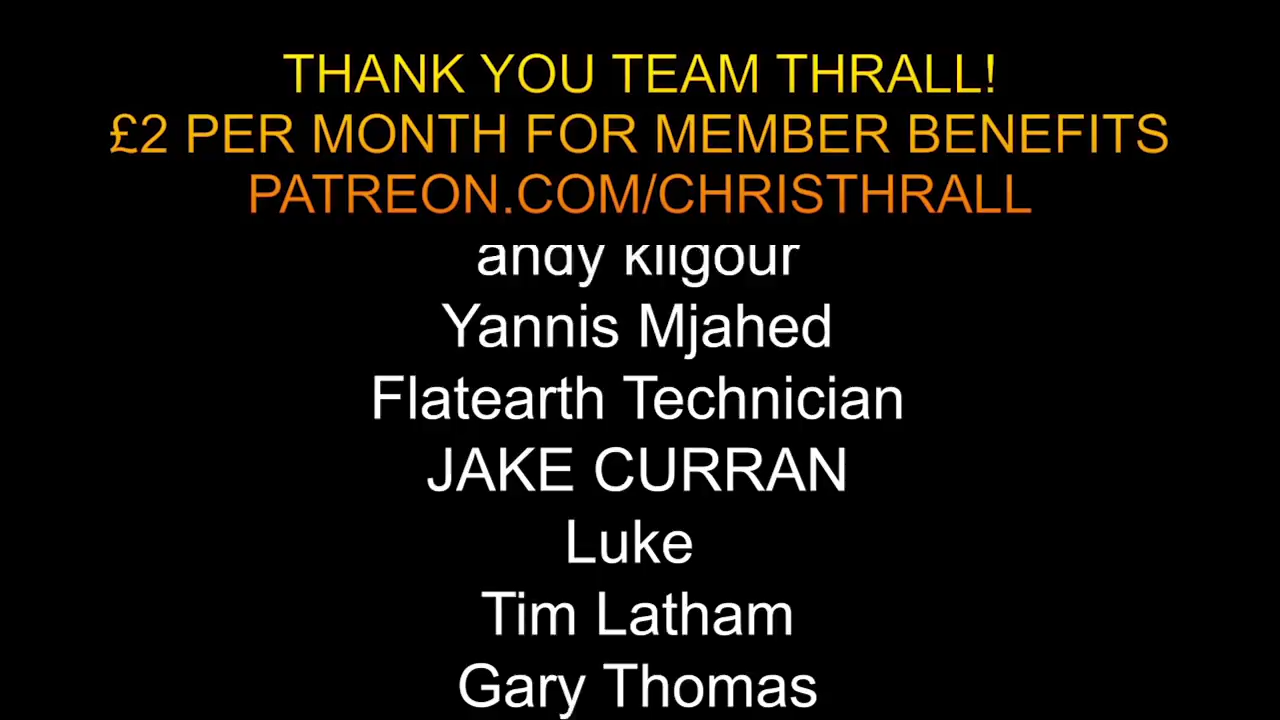 THANK YOU TEAM THRALL!
£2 PER MONTH FOR MEMBER BENEFITS
PATREON.COM/CHRISTHRALL
andy kilgour
Yannis Mjahed
Flatearth Technician
JAKE CURRAN
Luke
Tim Latham
Gary Thomas